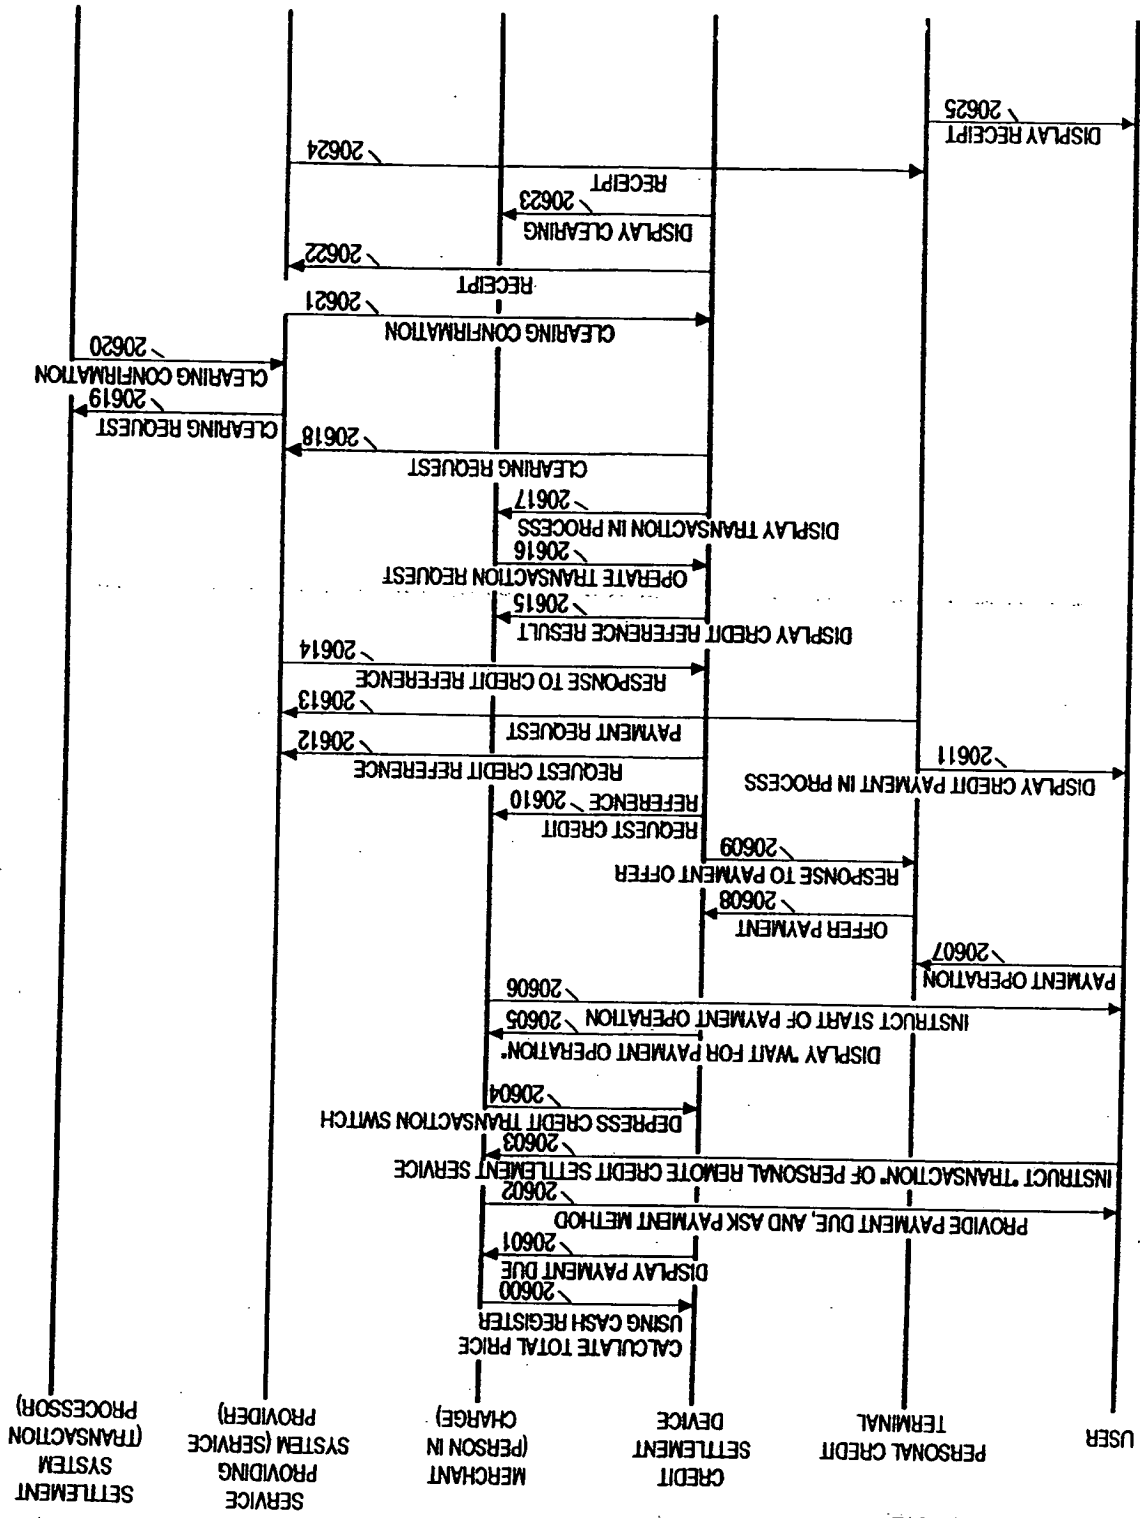 USER
PERSONAL CREDIT
TERMINAL
CREDIT
SETTLEMENT
DEVICE
MERCHANT
(PERSON IN
CHARGE)
SERVICE
PROVIDING
SYSTEM (SERVICE
PROVIDER)
SETTLEMENT
SYSTEM
(TRANSACTION
PROCESSOR)
CALCULATE TOTAL PRICE
USING CASH REGISTER
20600
DISPLAY PAYMENT DUE
20601
PROVIDE PAYMENT DUE, AND ASK PAYMENT METHOD
20602
INSTRUCT "TRANSACTION" OF PERSONAL REMOTE CREDIT SETTLEMENT SERVICE
20603
DEPRESS CREDIT TRANSACTION SWITCH
20604
DISPLAY "WAIT FOR PAYMENT OPERATION"
20605
INSTRUCT START OF PAYMENT OPERATION
20606
PAYMENT OPERATION
20607
OFFER PAYMENT
20608
RESPONSE TO PAYMENT OFFER
20609
REQUEST CREDIT
REFERENCE 20610
DISPLAY CREDIT PAYMENT IN PROCESS
20611
REQUEST CREDIT REFERENCE
20612
PAYMENT REQUEST
20613
RESPONSE TO CREDIT REFERENCE
20614
DISPLAY CREDIT REFERENCE RESULT
20615
OPERATE TRANSACTION REQUEST
20616
DISPLAY TRANSACTION IN PROCESS
20617
CLEARING REQUEST
20618
CLEARING REQUEST
20619
CLEARING CONFIRMATION
20620
CLEARING CONFIRMATION
20621
RECEIPT
20622
DISPLAY CLEARING
20623
RECEIPT
20624
DISPLAY RECEIPT
20625